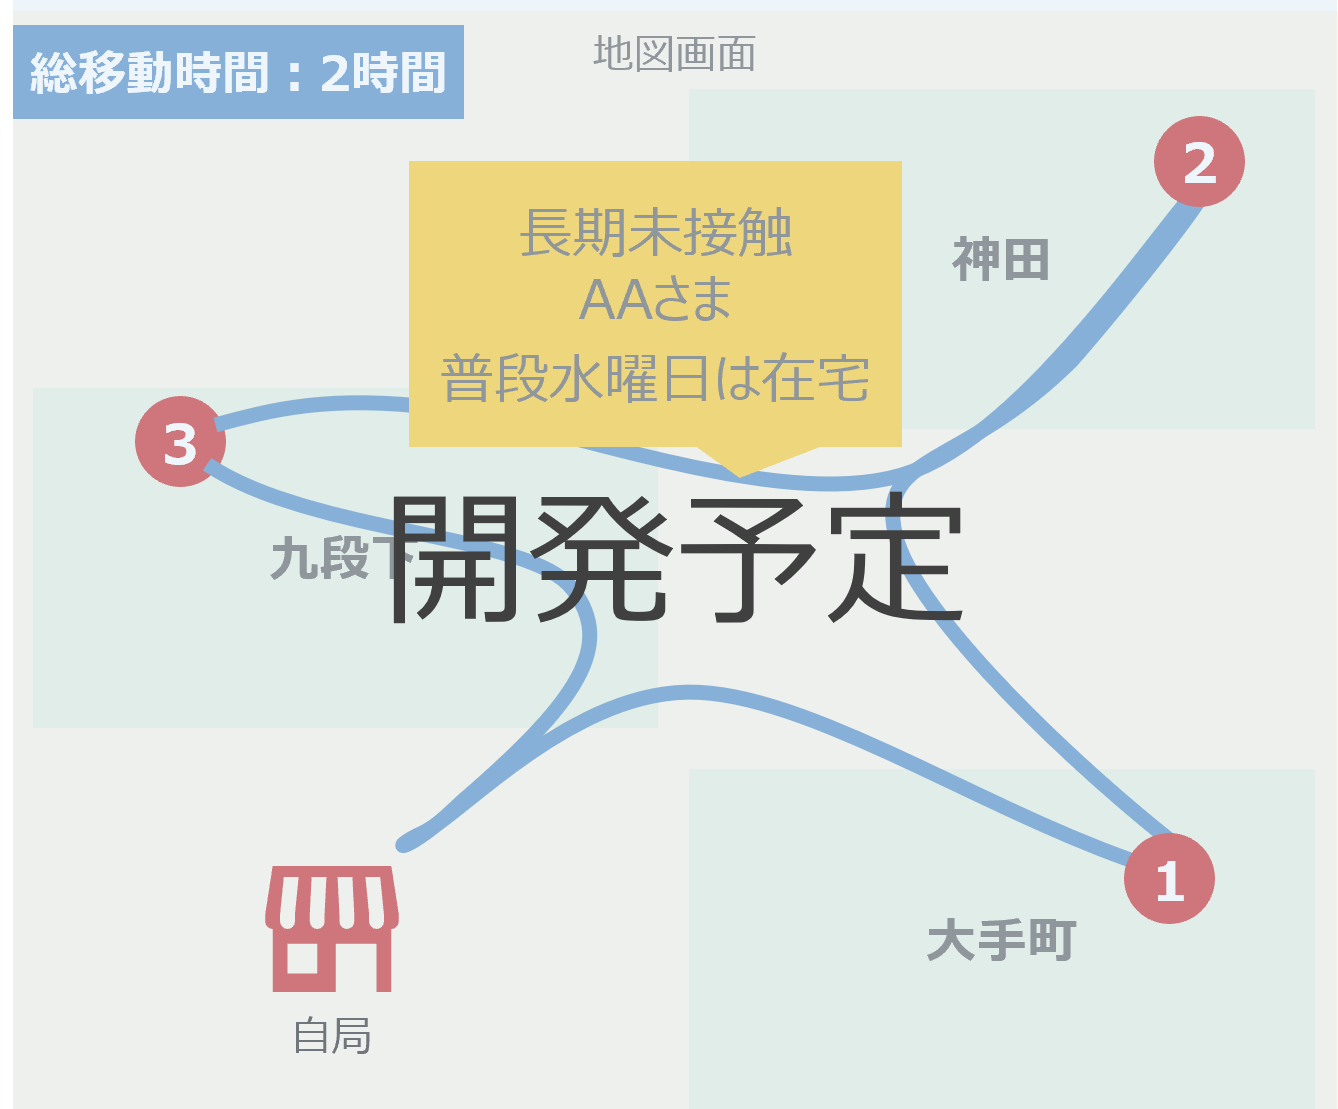 地図画面
総移動時間：2時間
2
神田
長期未接触
AAさま
普段水曜日は在宅
3
九段下
開発予定
1
大手町
自局